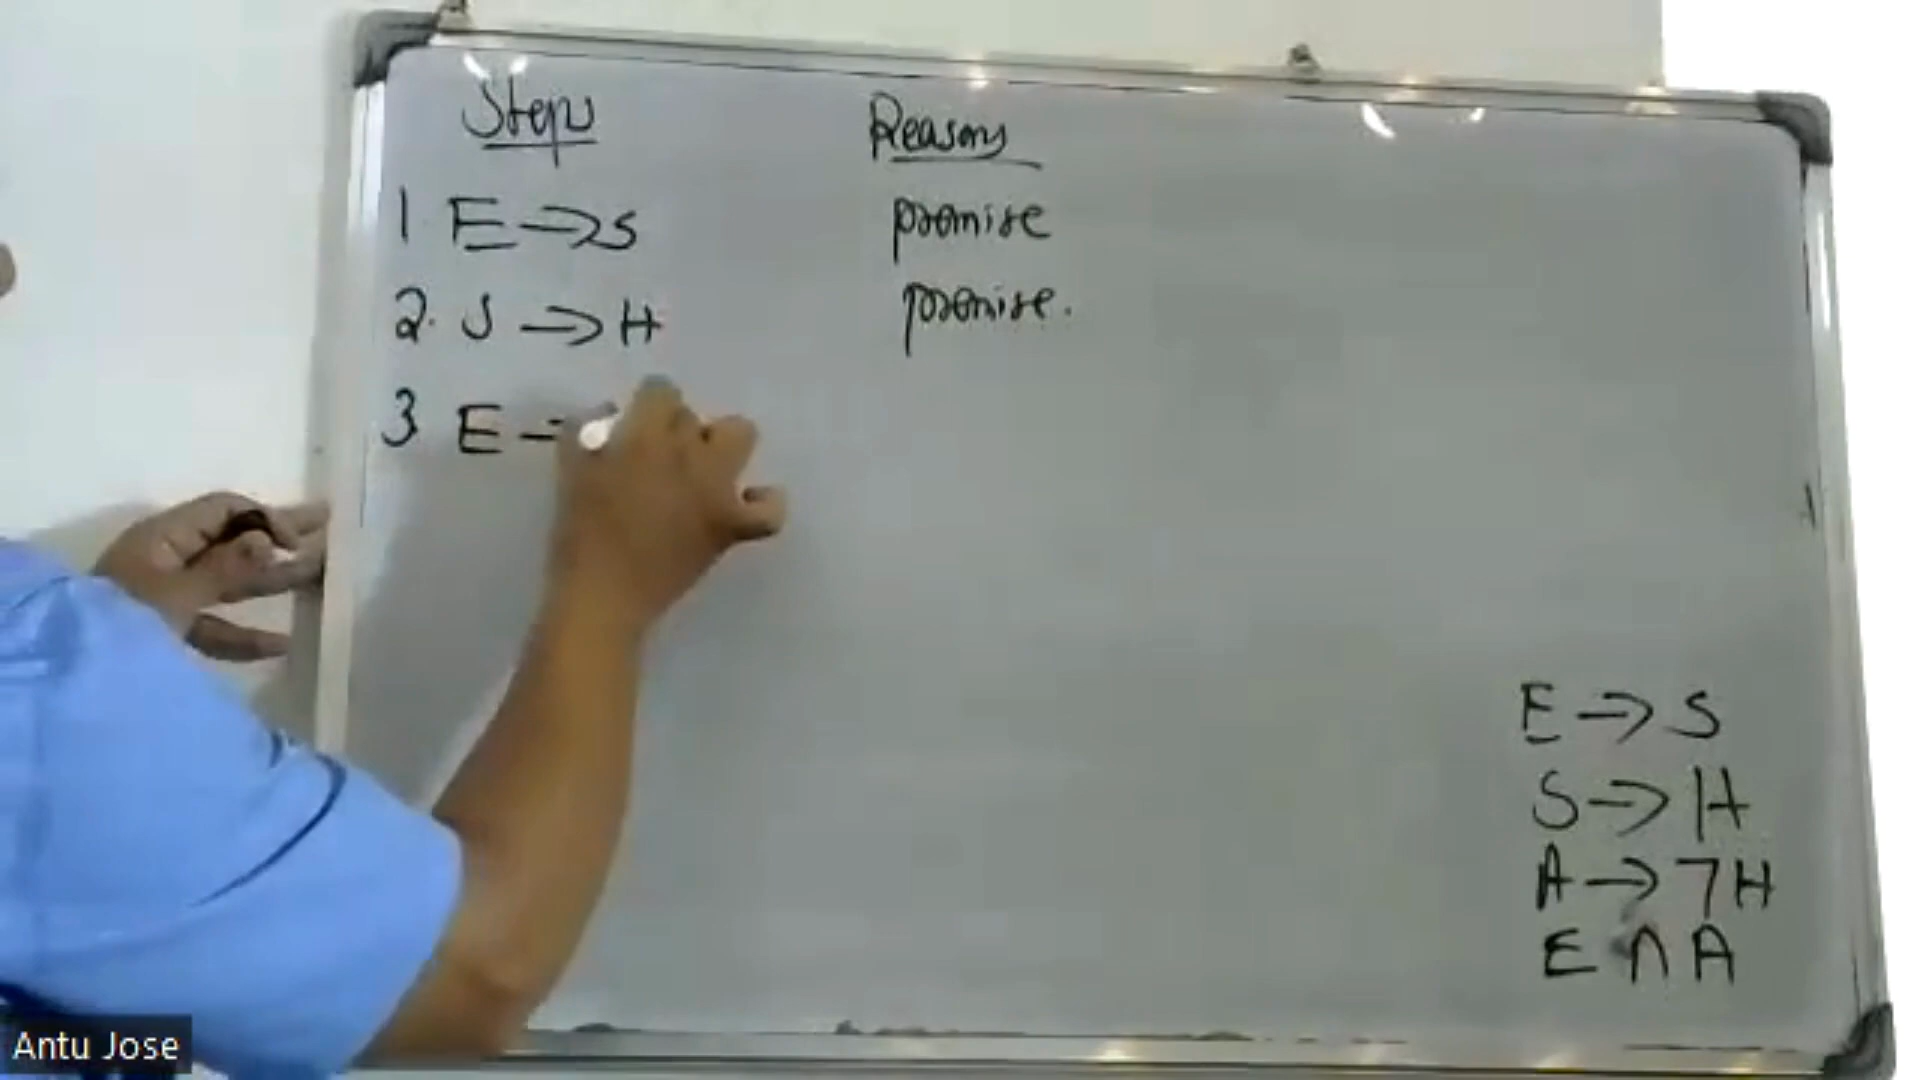 Steps Reasons
1 E → S premise
2. S → H premise.
3 E →
E → S
S → H
A → ¬H
E ∧ A
Antu Jose